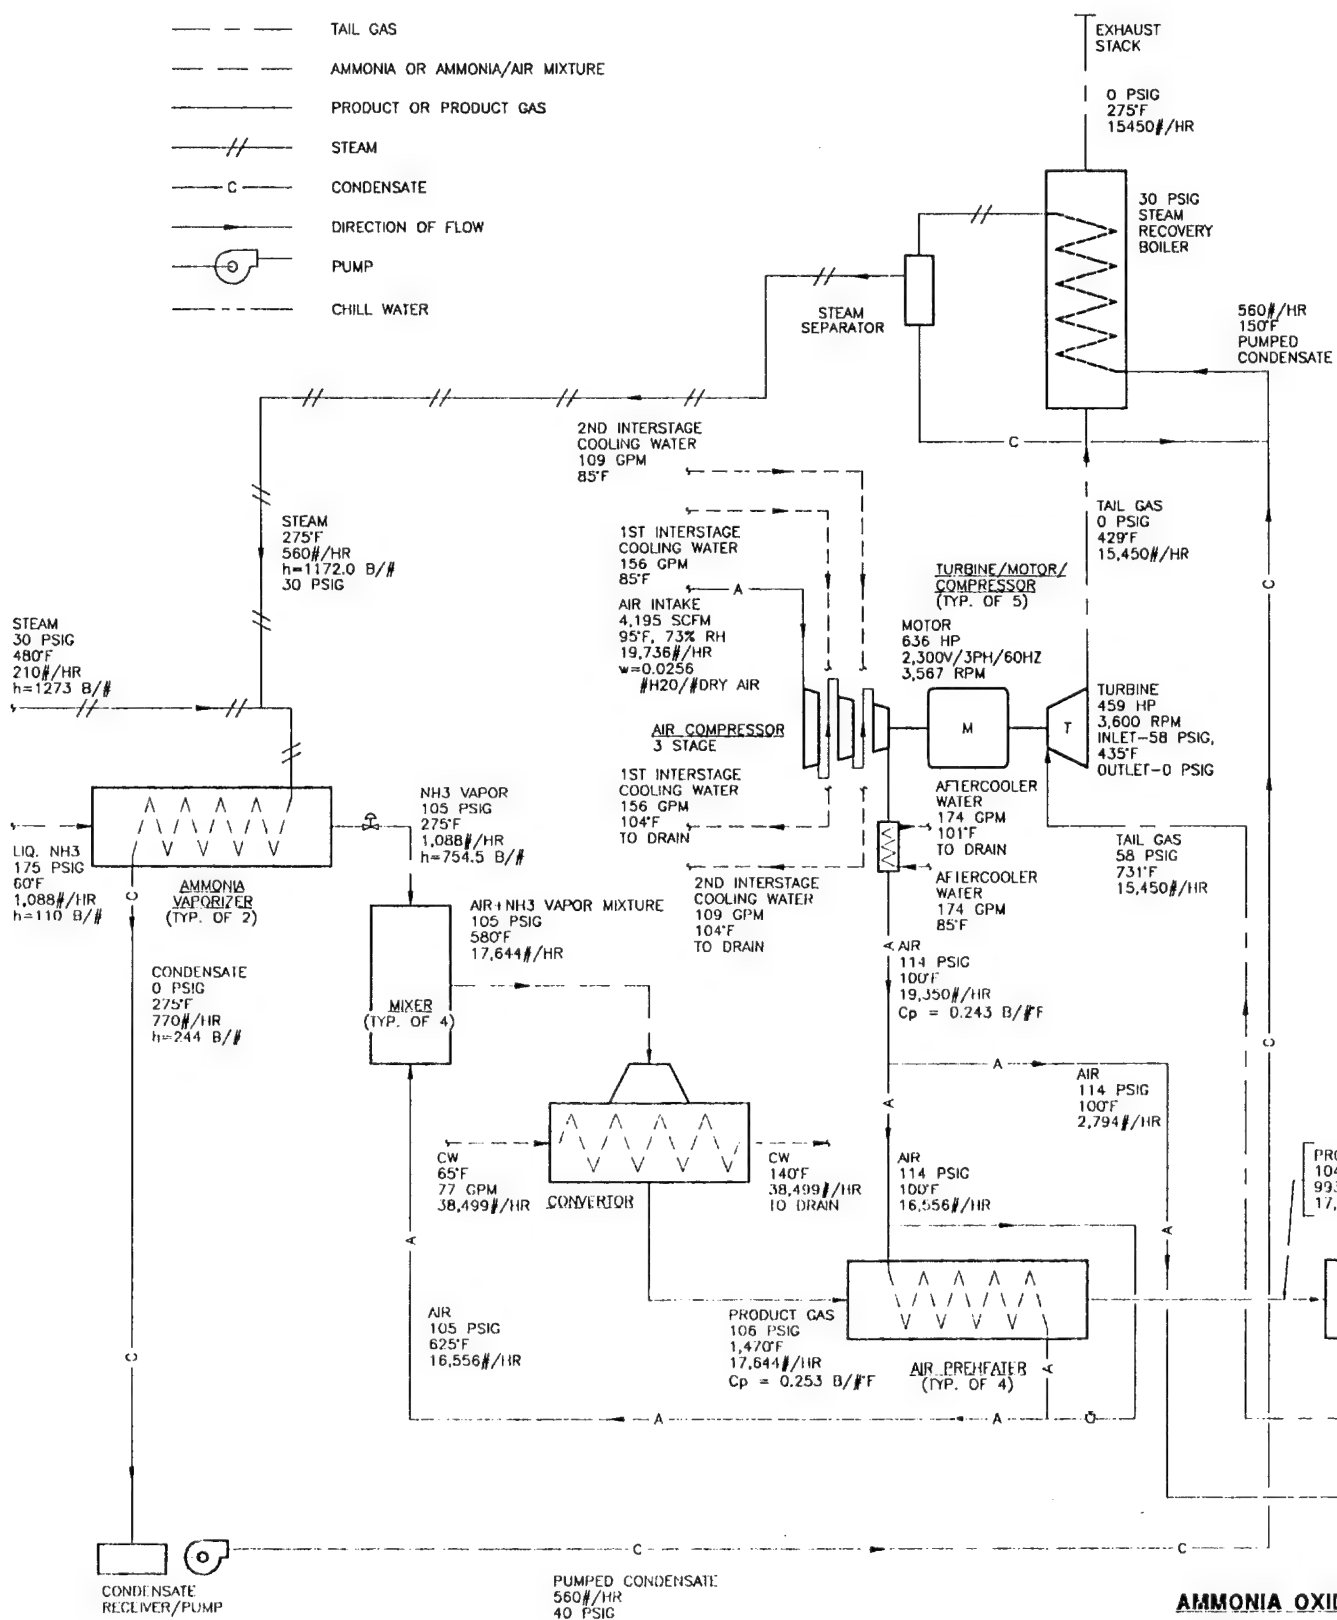 TAIL GAS
AMMONIA OR AMMONIA/AIR MIXTURE
PRODUCT OR PRODUCT GAS
STEAM
C
CONDENSATE
DIRECTION OF FLOW
PUMP
CHILL WATER
EXHAUST
STACK
0 PSIG
275°F
15450#/HR
30 PSIG
STEAM
RECOVERY
BOILER
STEAM
SEPARATOR
560#/HR
150°F
PUMPED
CONDENSATE
C
2ND INTERSTAGE
COOLING WATER
109 GPM
85°F
STEAM
275°F
560#/HR
h=1172.0 B/#
30 PSIG
1ST INTERSTAGE
COOLING WATER
156 GPM
85°F
A
AIR INTAKE
4,195 SCFM
95°F, 73% RH
19,736#/HR
w=0.0256
#H20/#DRY AIR
TAIL GAS
0 PSIG
429°F
15,450#/HR
C
TURBINE/MOTOR/
COMPRESSOR
(TYP. OF 5)
MOTOR
636 HP
2,300V/3PH/60HZ
3,567 RPM
STEAM
30 PSIG
480°F
210#/HR
h=1273 B/#
M
T
TURBINE
459 HP
3,600 RPM
INLET-58 PSIG,
435°F
OUTLET-0 PSIG
AIR COMPRESSOR
3 STAGE
1ST INTERSTAGE
COOLING WATER
156 GPM
104°F
TO DRAIN
AFTERCOOLER
WATER
174 GPM
101°F
TO DRAIN
AFTERCOOLER
WATER
174 GPM
85°F
TAIL GAS
58 PSIG
731°F
15,450#/HR
NH3 VAPOR
105 PSIG
275°F
1,088#/HR
h=754.5 B/#
LIQ. NH3
175 PSIG
60°F
1,088#/HR
h=110 B/#
C
AMMONIA
VAPORIZER
(TYP. OF 2)
2ND INTERSTAGE
COOLING WATER
109 GPM
104°F
TO DRAIN
AIR+NH3 VAPOR MIXTURE
105 PSIG
580°F
17,644#/HR
A
AIR
114 PSIG
100°F
19,350#/HR
Cp = 0.243 B/#°F
CONDENSATE
0 PSIG
275°F
770#/HR
h=244 B/#
MIXER
(TYP. OF 4)
C
A
A
AIR
114 PSIG
100°F
2,794#/HR
CW
65°F
77 GPM
38,499#/HR
CONVERTOR
CW
140°F
38,499#/HR
TO DRAIN
AIR
114 PSIG
100°F
16,556#/HR
PRO
104
993
17,
A
A
AIR
105 PSIG
625°F
16,556#/HR
PRODUCT GAS
106 PSIG
1,470°F
17,644#/HR
Cp = 0.253 B/#°F
AIR PREHEATER
(TYP. OF 4)
A
C
A
A
C
C
CONDENSATE
RECEIVER/PUMP
PUMPED CONDENSATE
560#/HR
40 PSIG
AMMONIA OXI